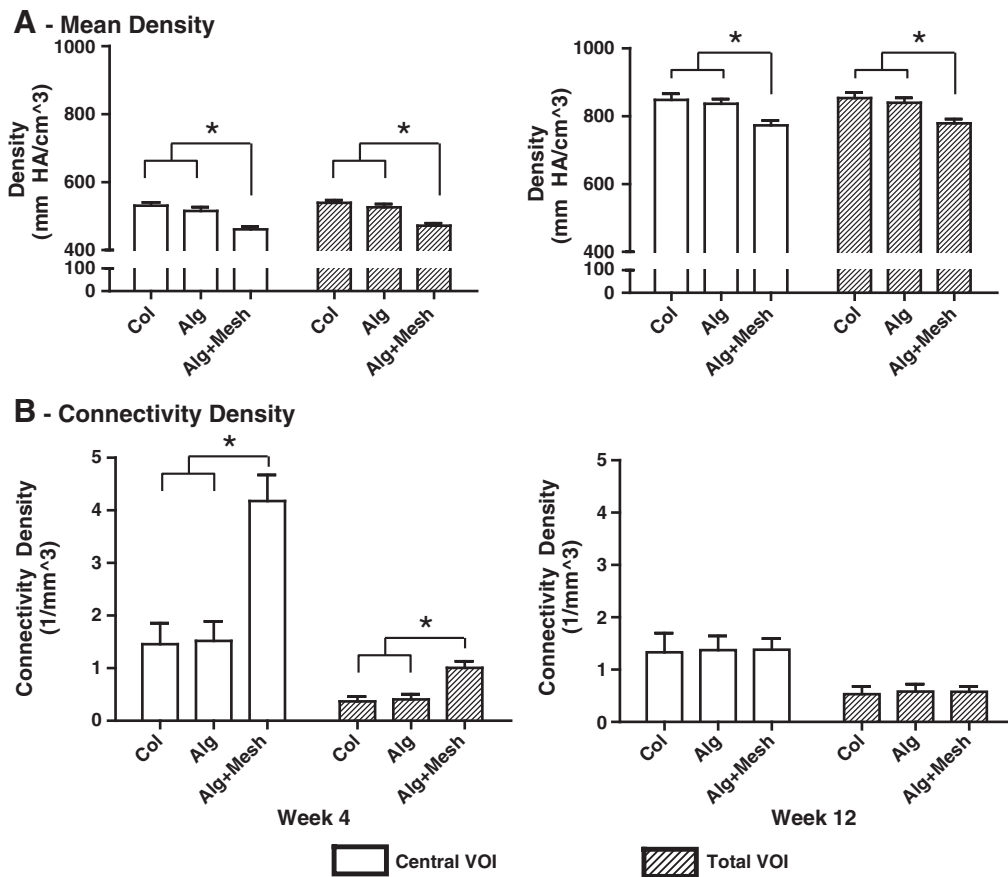 A - Mean Density
Density
(mm HA/cm^3)
1000
800
600
400
100
0
*
*
Col
Alg
Alg+Mesh
Col
Alg
Alg+Mesh
Density
(mm HA/cm^3)
1000
800
600
400
100
0
*
*
Col
Alg
Alg+Mesh
Col
Alg
Alg+Mesh
B - Connectivity Density
Connectivity Density
(1/mm^3)
5
4
3
2
1
0
*
*
Col
Alg
Alg+Mesh
Col
Alg
Alg+Mesh
Week 4
Connectivity Density
(1/mm^3)
5
4
3
2
1
0
Col
Alg
Alg+Mesh
Col
Alg
Alg+Mesh
Week 12
Central VOI
Total VOI